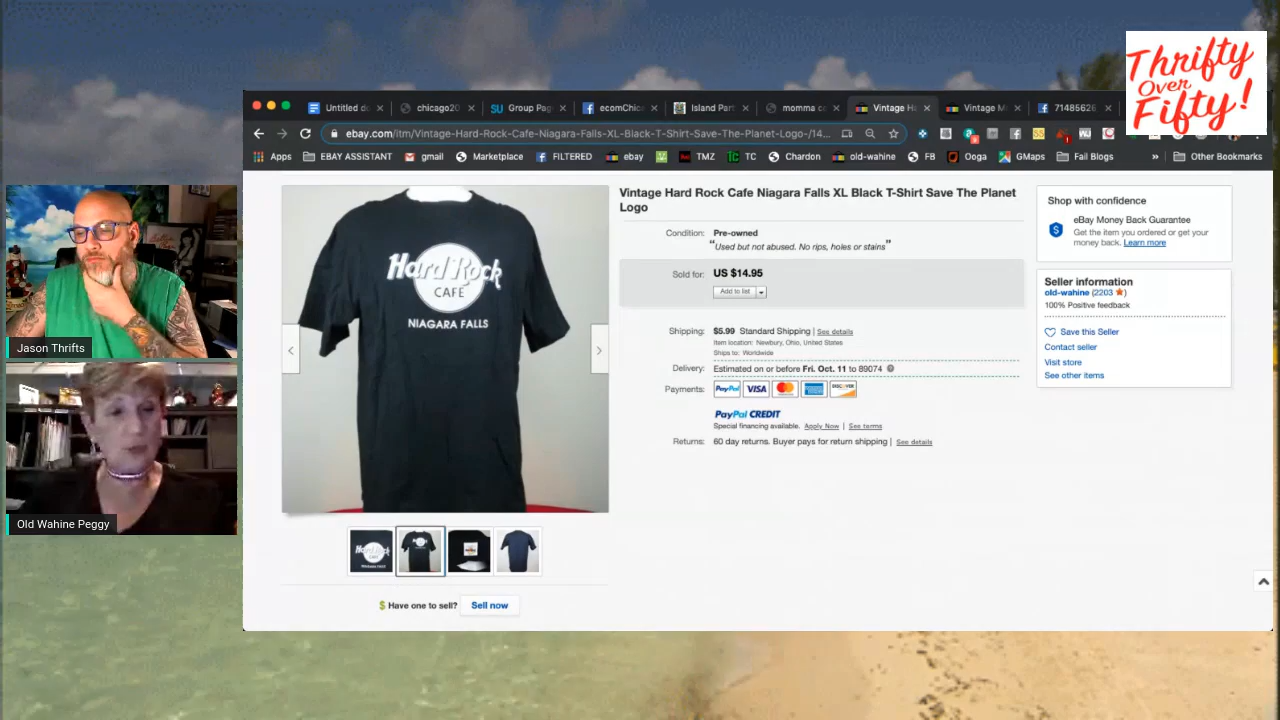 Thrifty
Over
Fifty!
Untitled d
chicago20
Group Pag
ecomChica
Island Part
momma co
Vintage Ha
Vintage M
71485626
ebay.com/itm/Vintage-Hard-Rock-Cafe-Niagara-Falls-XL-Black-T-Shirt-Save-The-Planet-Logo-/14...
Apps
EBAY ASSISTANT
gmail
Marketplace
FILTERED
ebay
TMZ
TC
Chardon
old-wahine
FB
Ooga
GMaps
Fail Blogs
»
Other Bookmarks
Hard Rock
CAFE
NIAGARA FALLS
Vintage Hard Rock Cafe Niagara Falls XL Black T-Shirt Save The Planet
Logo
Condition: Pre-owned
"Used but not abused. No rips, holes or stains"
Sold for: US $14.95
Add to list
Shipping: $5.99 Standard Shipping | See details
Item location: Newbury, Ohio, United States
Ships to: Worldwide
Delivery: Estimated on or before Fri. Oct. 11 to 89074
Payments: PayPal VISA MasterCard DISCOVER
PayPal CREDIT
Special financing available. Apply Now | See terms
Returns: 60 day returns. Buyer pays for return shipping | See details
Shop with confidence
eBay Money Back Guarantee
Get the item you ordered or get your
money back. Learn more
Seller information
old-wahine (2203 )
100% Positive feedback
Save this Seller
Contact seller
Visit store
See other items
$ Have one to sell? Sell now
Jason Thrifts
Old Wahine Peggy